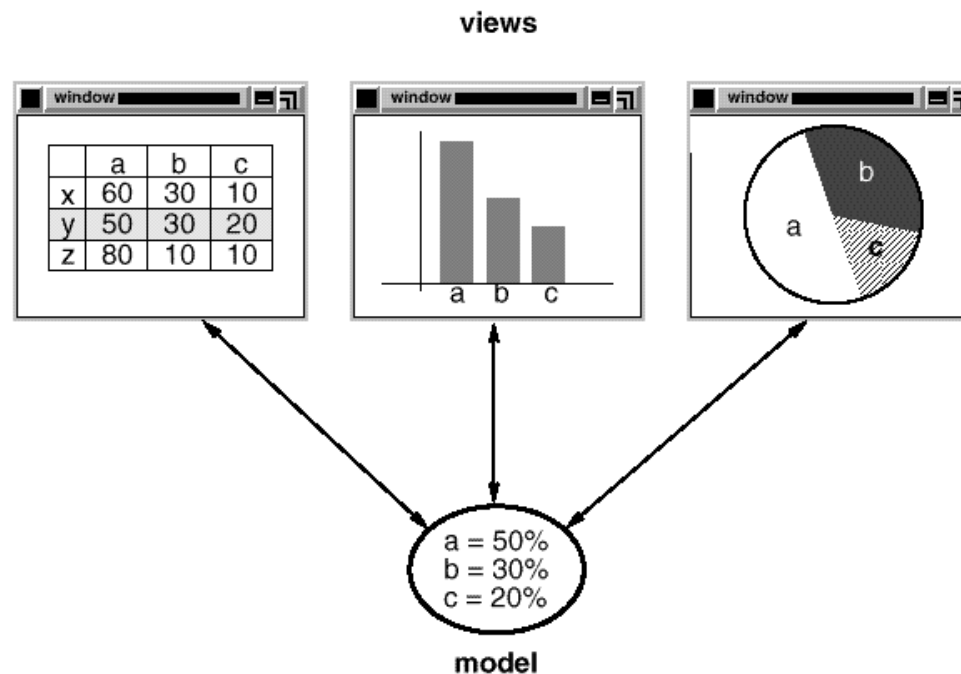 views
window
a b c
x 60 30 10
y 50 30 20
z 80 10 10
window
a b c
window
b
a
c
a = 50%
b = 30%
c = 20%
model